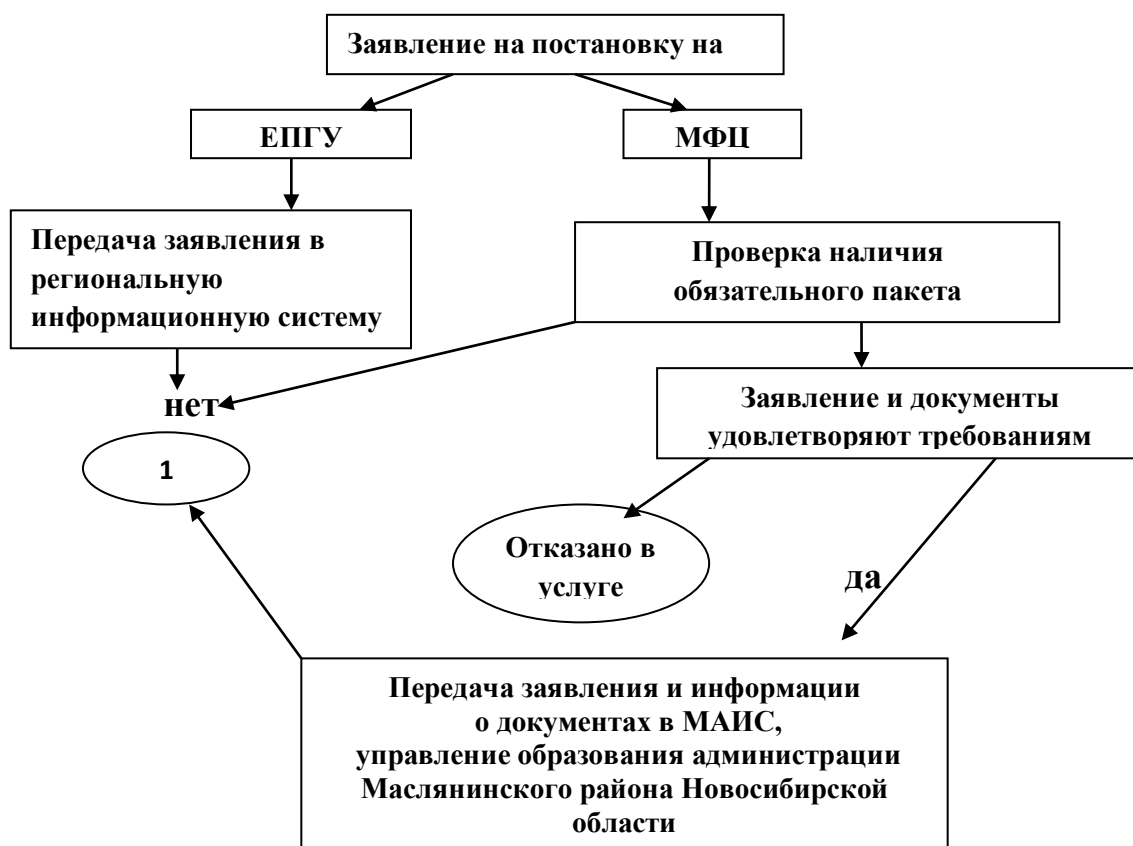 Заявление на постановку на
ЕПГУ
МФЦ
Передача заявления в
региональную
информационную систему
Проверка наличия
обязательного пакета
нет
Заявление и документы
удовлетворяют требованиям
1
Отказано в
услуге
да
Передача заявления и информации
о документах в МАИС,
управление образования администрации
Маслянинского района Новосибирской
области